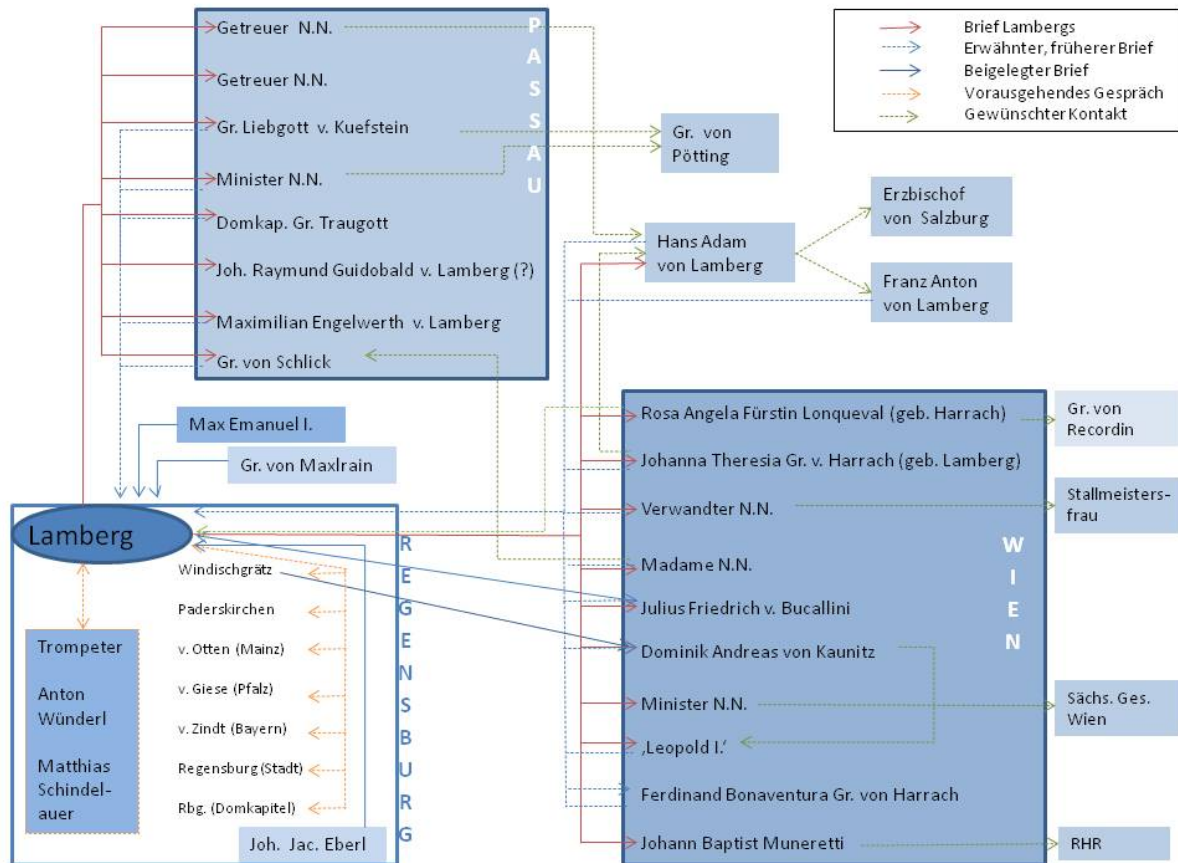 Getreuer N.N.
Getreuer N.N.
Gr. Liebgott v. Kuefstein
Minister N.N.
Domkap. Gr. Traugott
Joh. Raymund Guidobald v. Lamberg (?)
Maximilian Engelwerth v. Lamberg
Gr. von Schlick
PASSAU
Brief Lambergs
Erwähnter, früherer Brief
Beigelegter Brief
Vorausgehendes Gespräch
Gewünschter Kontakt
Gr. von
Pötting
Hans Adam
von Lamberg
Erzbischof
von Salzburg
Franz Anton
von Lamberg
Max Emanuel I.
Gr. von Maxlrain
Lamberg
Windischgrätz
Paderskirchen
v. Otten (Mainz)
v. Giese (Pfalz)
v. Zindt (Bayern)
Regensburg (Stadt)
Rbg. (Domkapitel)
Trompeter
Anton
Wünderl
Matthias
Schindel-
auer
Joh. Jac. Eberl
REGENSBURG
Rosa Angela Fürstin Lonqueval (geb. Harrach)
Johanna Theresia Gr. v. Harrach (geb. Lamberg)
Verwandter N.N.
Madame N.N.
Julius Friedrich v. Bucallini
Dominik Andreas von Kaunitz
Minister N.N.
‚Leopold I.‘
Ferdinand Bonaventura Gr. von Harrach
Johann Baptist Muneretti
WIEN
Gr. von
Recordin
Stallmeisters-
frau
Sächs. Ges.
Wien
RHR